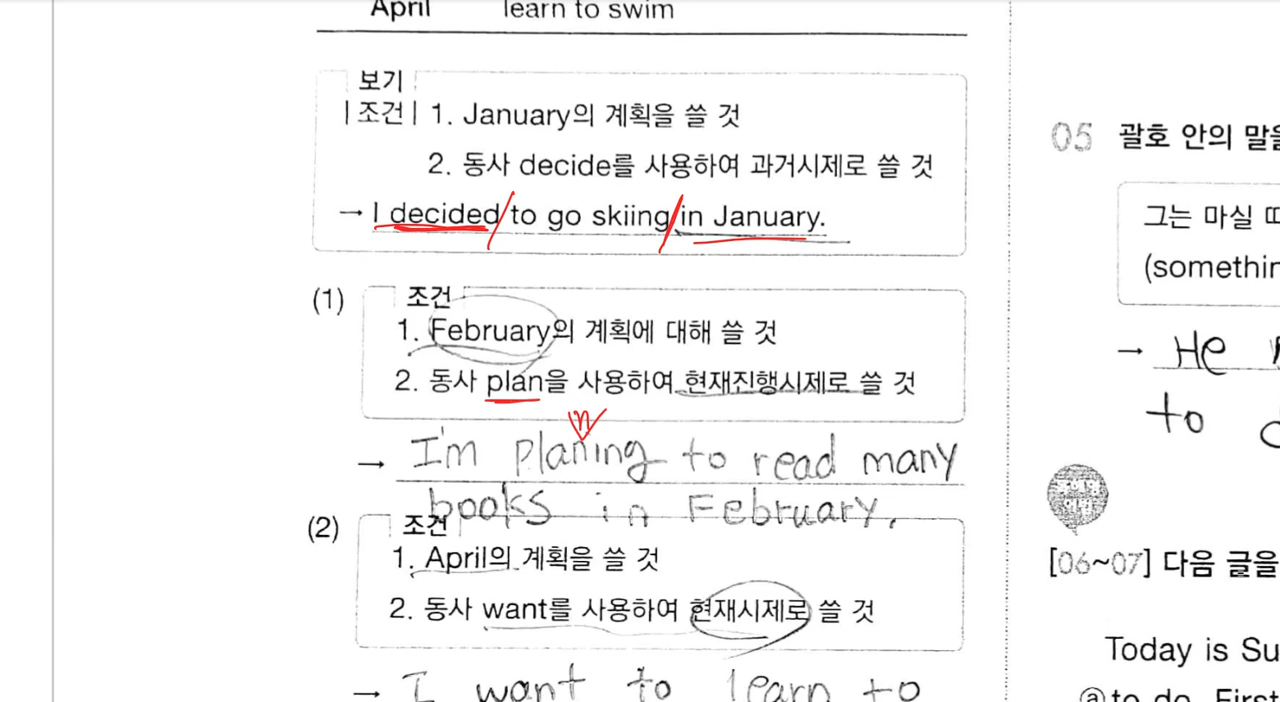 April learn to swim
보기
|조건| 1. January의 계획을 쓸 것
2. 동사 decide를 사용하여 과거시제로 쓸 것
→ I decided / to go skiing / in January.
(1) 조건
1. February의 계획에 대해 쓸 것
2. 동사 plan을 사용하여 현재진행시제로 쓸 것
n
→ I'm planing to read many
books in February.
(2) 조건
1. April의 계획을 쓸 것
2. 동사 want를 사용하여 현재시제로 쓸 것
→ I want to learn to
05 괄호 안의 말을
그는 마실
(somethin
→ He
to
[06~07] 다음 글을
Today is Su
ⓐto do. First